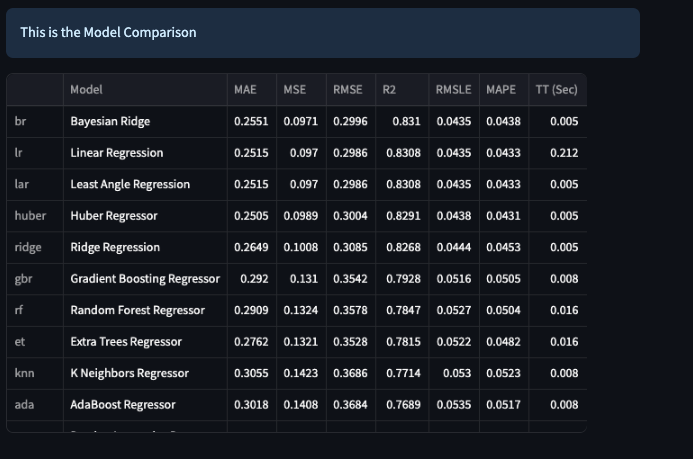 This is the Model Comparison
Model MAE MSE RMSE R2 RMSLE MAPE TT (Sec)
br Bayesian Ridge 0.2551 0.0971 0.2996 0.831 0.0435 0.0438 0.005
lr Linear Regression 0.2515 0.097 0.2986 0.8308 0.0435 0.0433 0.212
lar Least Angle Regression 0.2515 0.097 0.2986 0.8308 0.0435 0.0433 0.005
huber Huber Regressor 0.2505 0.0989 0.3004 0.8291 0.0438 0.0431 0.005
ridge Ridge Regression 0.2649 0.1008 0.3085 0.8268 0.0444 0.0453 0.005
gbr Gradient Boosting Regressor 0.292 0.131 0.3542 0.7928 0.0516 0.0505 0.008
rf Random Forest Regressor 0.2909 0.1324 0.3578 0.7847 0.0527 0.0504 0.016
et Extra Trees Regressor 0.2762 0.1321 0.3528 0.7815 0.0522 0.0482 0.016
knn K Neighbors Regressor 0.3055 0.1423 0.3686 0.7714 0.053 0.0523 0.008
ada AdaBoost Regressor 0.3018 0.1408 0.3684 0.7689 0.0535 0.0517 0.008